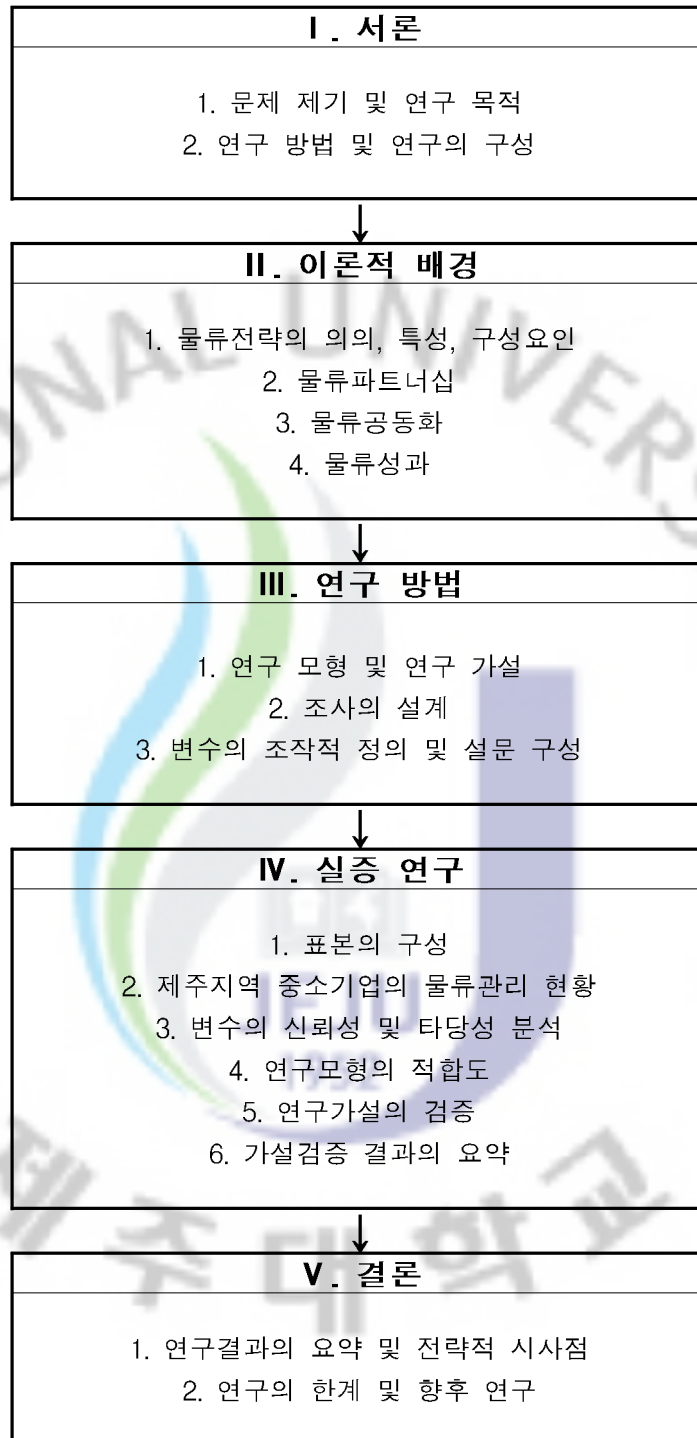 Ⅰ. 서론
1. 문제 제기 및 연구 목적
2. 연구 방법 및 연구의 구성
Ⅱ. 이론적 배경
1. 물류전략의 의의, 특성, 구성요인
2. 물류파트너십
3. 물류공동화
4. 물류성과
Ⅲ. 연구 방법
1. 연구 모형 및 연구 가설
2. 조사의 설계
3. 변수의 조작적 정의 및 설문 구성
Ⅳ. 실증 연구
1. 표본의 구성
2. 제주지역 중소기업의 물류관리 현황
3. 변수의 신뢰성 및 타당성 분석
4. 연구모형의 적합도
5. 연구가설의 검증
6. 가설검증 결과의 요약
Ⅴ. 결론
1. 연구결과의 요약 및 전략적 시사점
2. 연구의 한계 및 향후 연구
ONAL UNIVERS
JEJU
1952
제주대학교